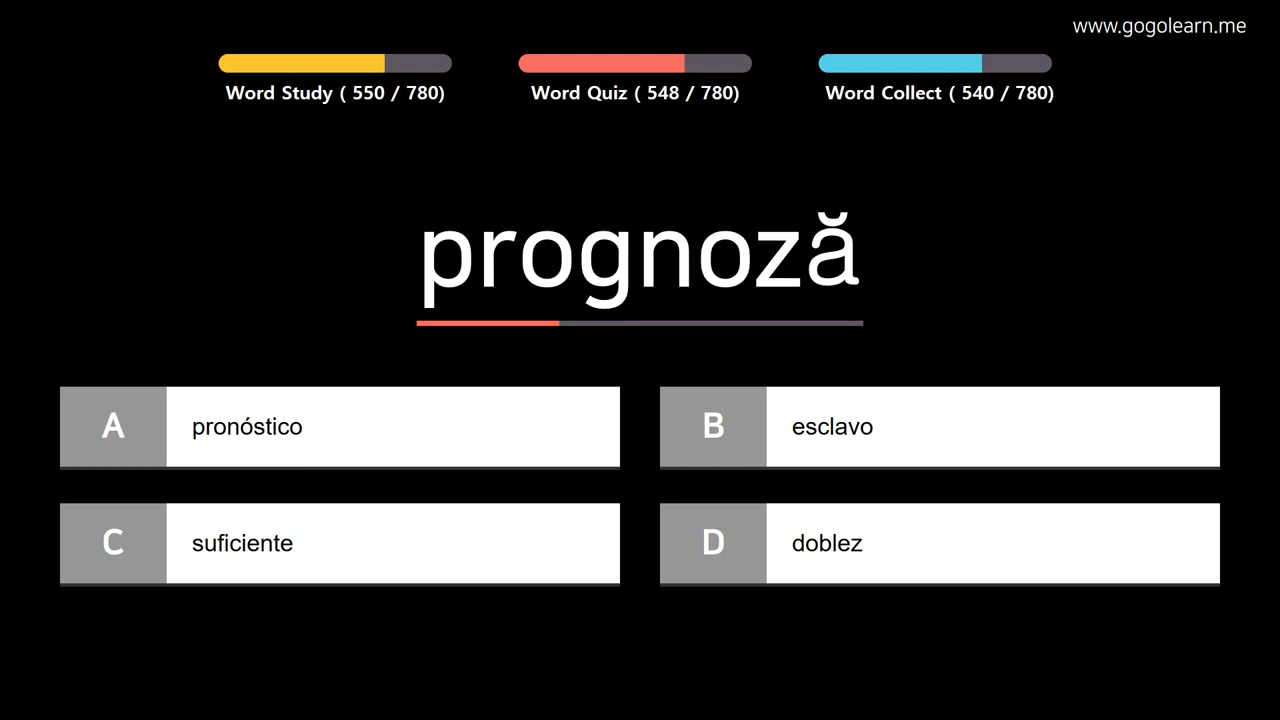 www.gogolearn.me
Word Study ( 550 / 780)
Word Quiz ( 548 / 780)
Word Collect ( 540 / 780)
prognoză
A pronóstico
B esclavo
C suficiente
D doblez